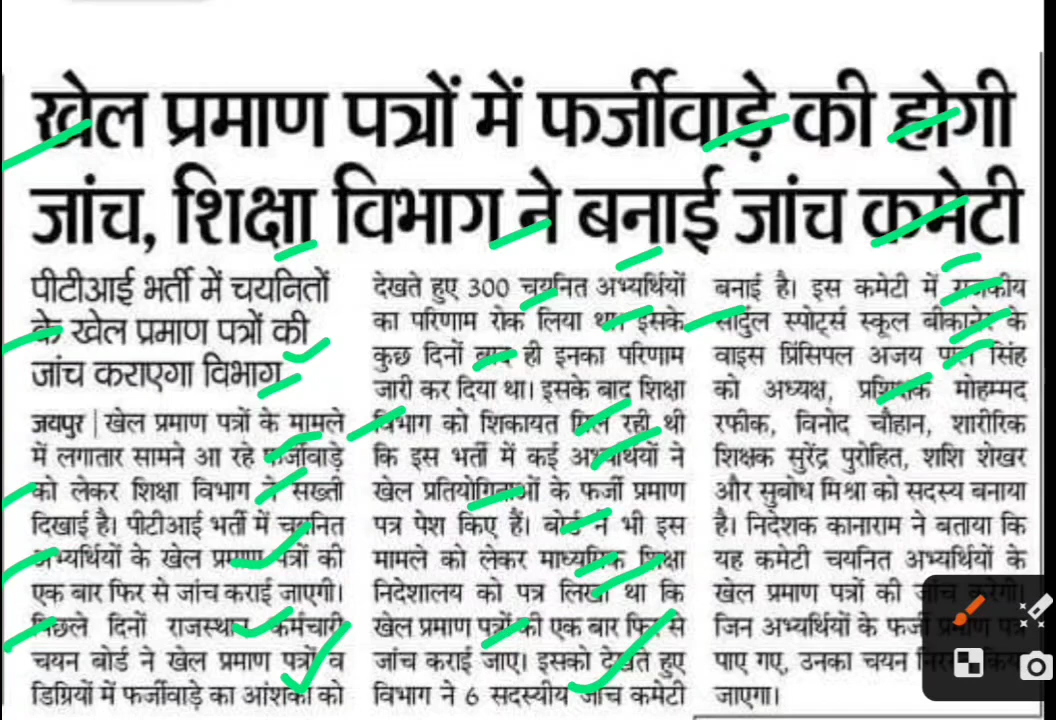 खेल प्रमाण पत्रों में फर्जीवाड़े की होगी
जांच, शिक्षा विभाग ने बनाई जांच कमेटी
पीटीआई भर्ती में चयनितों
के खेल प्रमाण पत्रों की
जांच कराएगा विभाग
जयपुर | खेल प्रमाण पत्रों के मामले
में लगातार सामने आ रहे फर्जीवाड़े
को लेकर शिक्षा विभाग ने सख्ती
दिखाई है। पीटीआई भर्ती में चयनित
अभ्यर्थियों के खेल प्रमाण पत्रों की
एक बार फिर से जांच कराई जाएगी।
पिछले दिनों राजस्थान कर्मचारी
चयन बोर्ड ने खेल प्रमाण पत्रों व
डिग्रियों में फर्जीवाड़े का आंशका को
देखते हुए 300 चयनित अभ्यर्थियों
का परिणाम रोक लिया था। इसके
कुछ दिनों बाद ही इनका परिणाम
जारी कर दिया था। इसके बाद शिक्षा
विभाग को शिकायत मिल रही थी
कि इस भर्ती में कई अभ्यर्थियों ने
खेल प्रतियोगिताओं के फर्जी प्रमाण
पत्र पेश किए हैं। बोर्ड ने भी इस
मामले को लेकर माध्यमिक शिक्षा
निदेशालय को पत्र लिखा था कि
खेल प्रमाण पत्रों की एक बार फिर से
जांच कराई जाए। इसको देखते हुए
विभाग ने 6 सदस्यीय जांच कमेटी
बनाई है। इस कमेटी में राजकीय
सार्दुल स्पोर्ट्स स्कूल बीकानेर के
वाइस प्रिंसिपल अजय पाल सिंह
को अध्यक्ष, प्रशिक्षक मोहम्मद
रफीक, विनोद चौहान, शारीरिक
शिक्षक सुरेंद्र पुरोहित, शशि शेखर
और सुबोध मिश्रा को सदस्य बनाया
है। निदेशक कानाराम ने बताया कि
यह कमेटी चयनित अभ्यर्थियों के
खेल प्रमाण पत्रों की जांच करेगी।
जिन अभ्यर्थियों के फर्जी प्रमाण पत्र
पाए गए, उनका चयन
जाएगा।